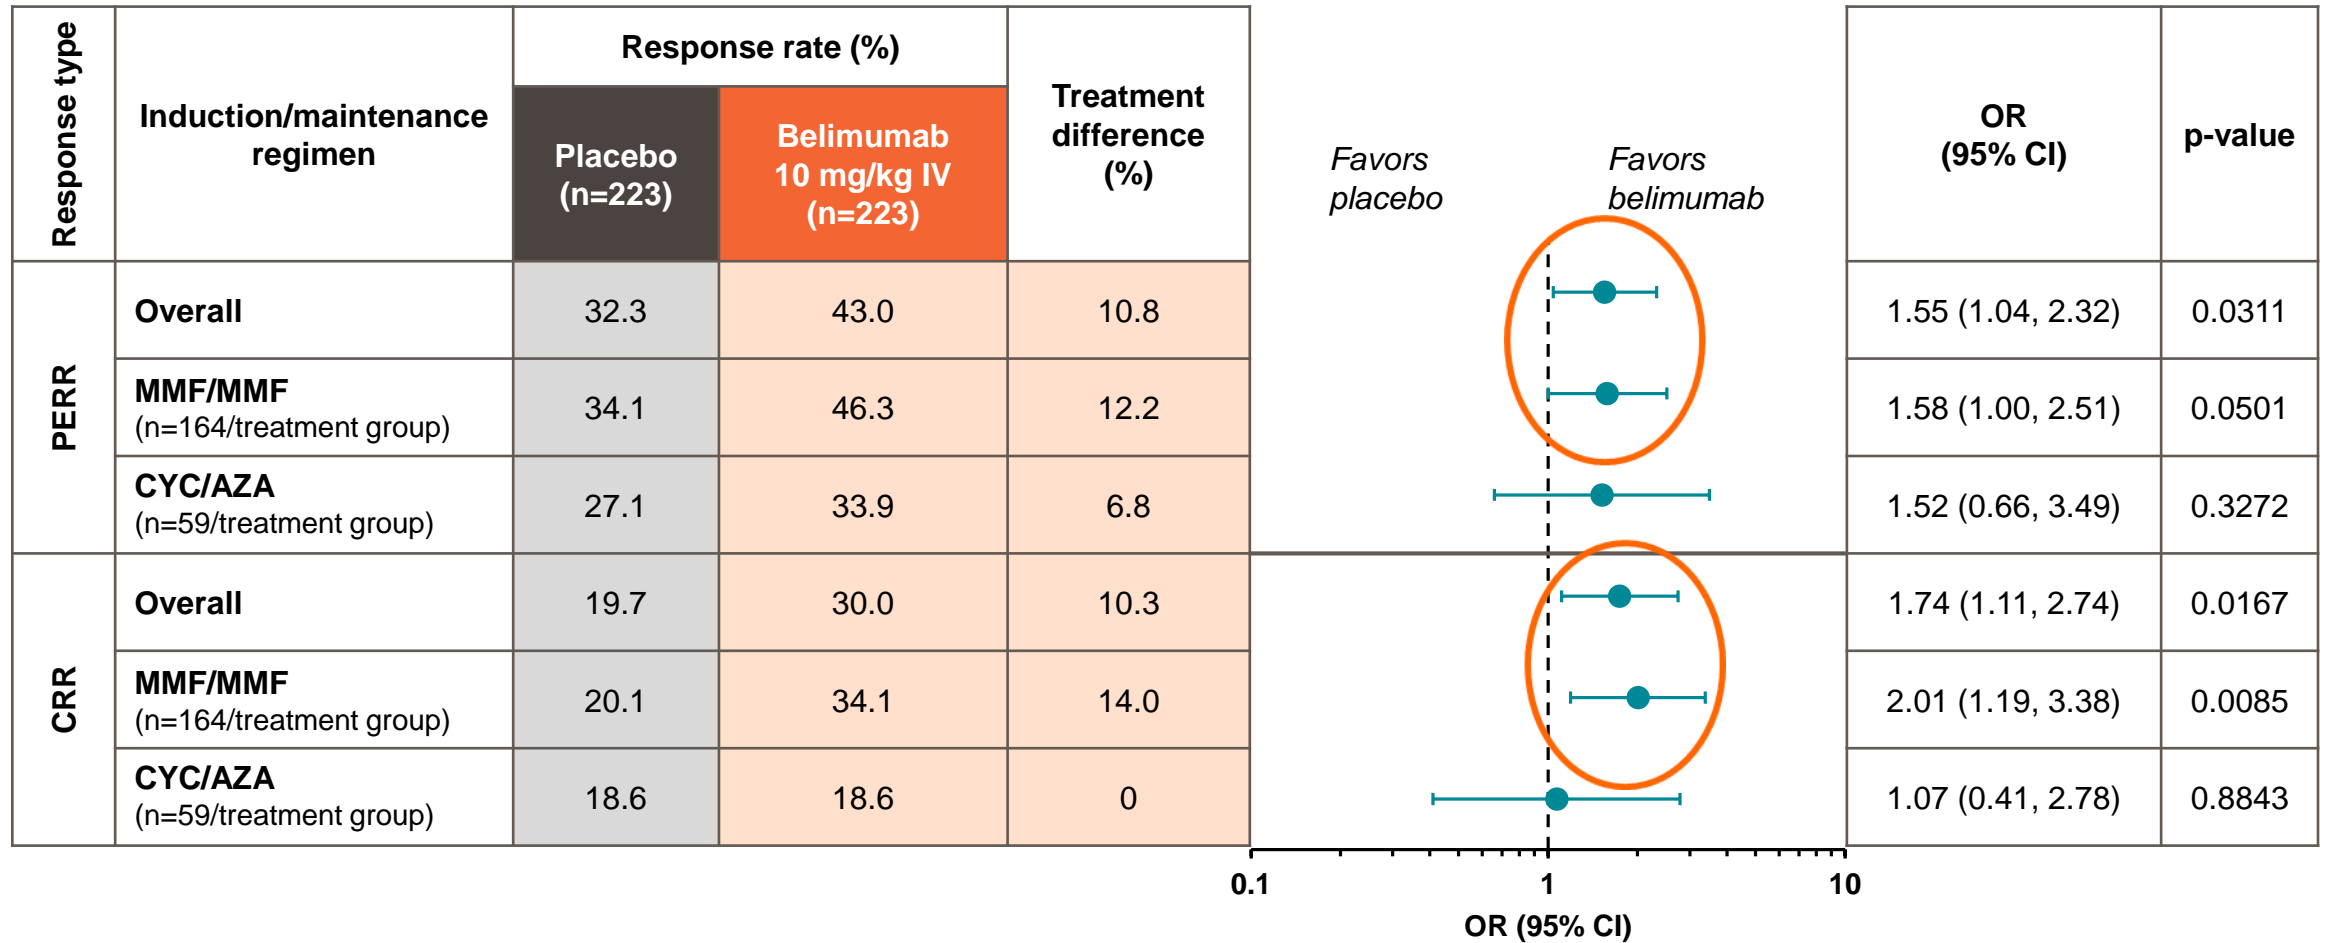 Response type
Induction/maintenance
regimen
Response rate (%)
Placebo
(n=223)
Belimumab
10 mg/kg IV
(n=223)
Treatment
difference
(%)
Favors
placebo
Favors
belimumab
OR
(95% CI)
p-value
PERR
Overall
32.3
43.0
10.8
1.55 (1.04, 2.32)
0.0311
MMF/MMF
(n=164/treatment group)
34.1
46.3
12.2
1.58 (1.00, 2.51)
0.0501
CYC/AZA
(n=59/treatment group)
27.1
33.9
6.8
1.52 (0.66, 3.49)
0.3272
CRR
Overall
19.7
30.0
10.3
1.74 (1.11, 2.74)
0.0167
MMF/MMF
(n=164/treatment group)
20.1
34.1
14.0
2.01 (1.19, 3.38)
0.0085
CYC/AZA
(n=59/treatment group)
18.6
18.6
0
1.07 (0.41, 2.78)
0.8843
0.1
1
10
OR (95% CI)